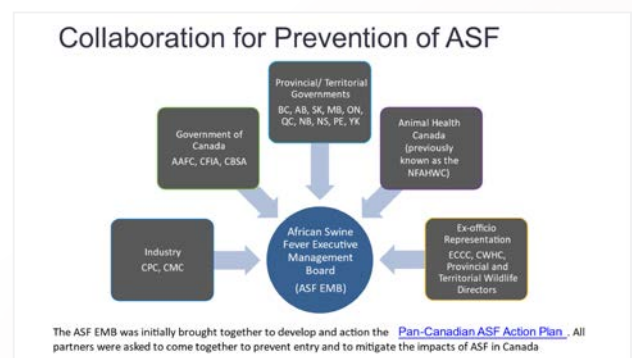 Collaboration for Prevention of ASF
Provincial/ Territorial
Governments
BC, AB, SK, MB, ON,
QC, NB, NS, PE, YK
Government of
Canada
AAFC, CFIA, CBSA
Animal Health
Canada
(previously
known as the
NFAHWC)
Industry
CPC, CMC
African Swine
Fever Executive
Management
Board
(ASF EMB)
Ex-officio
Representation
ECCC, CWHC,
Provincial and
Territorial Wildlife
Directors
The ASF EMB was initially brought together to develop and action the Pan-Canadian ASF Action Plan . All
partners were asked to come together to prevent entry and to mitigate the impacts of ASF in Canada